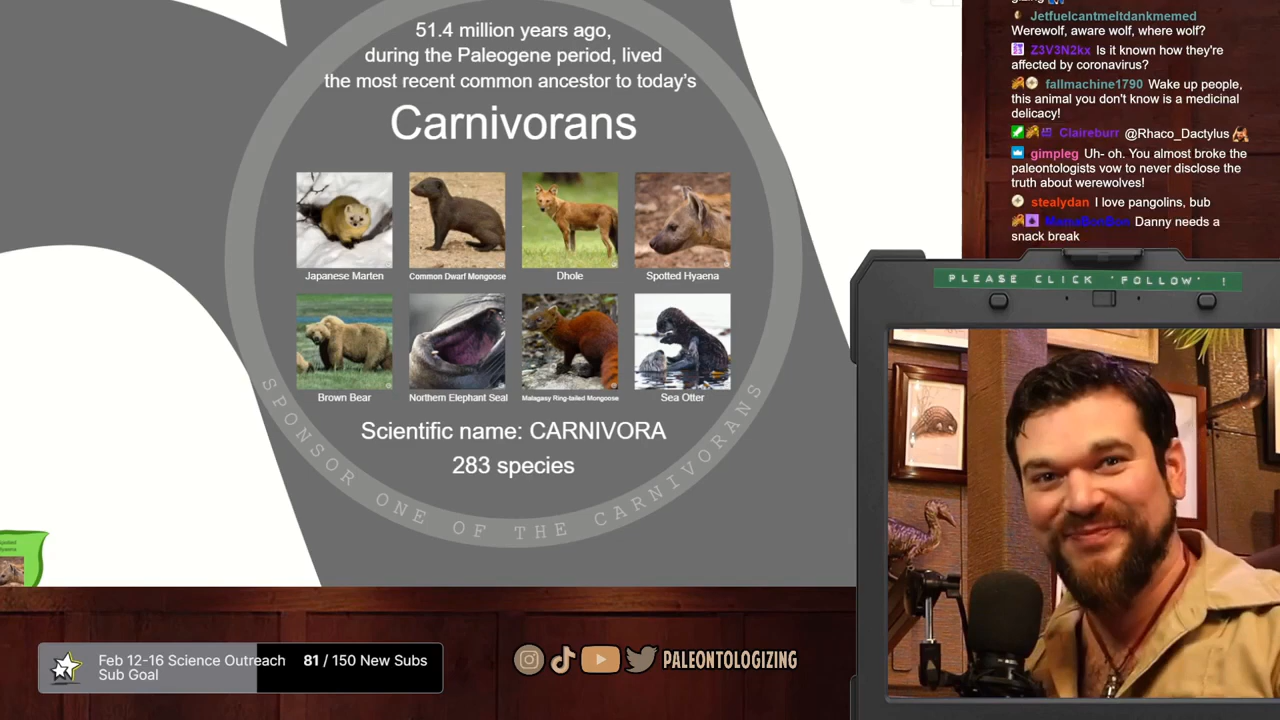 51.4 million years ago,
during the Paleogene period, lived
the most recent common ancestor to today's
Carnivorans
Japanese Marten
Common Dwarf Mongoose
Dhole
Spotted Hyaena
Brown Bear
Northern Elephant Seal
Malagasy Ring-tailed Mongoose
Sea Otter
Scientific name: CARNIVORA
283 species
SPONSOR ONE OF THE CARNIVORANS
Feb 12-16 Science Outreach
Sub Goal
81 / 150 New Subs
PALEONTOLOGIZING
Jetfuelcantmeltdankmemed
Werewolf, aware wolf, where wolf?
Z3V3N2kx Is it known how they're
affected by coronavirus?
fallmachine1790 Wake up people,
this animal you don't know is a medicinal
delicacy!
Claireburr @Rhaco_Dactylus
gimpleg Uh- oh. You almost broke the
paleontologists vow to never disclose the
truth about werewolves!
stealydan I love pangolins, bub
Danny needs a
snack break
PLEASE CLICK 'FOLLOW' !